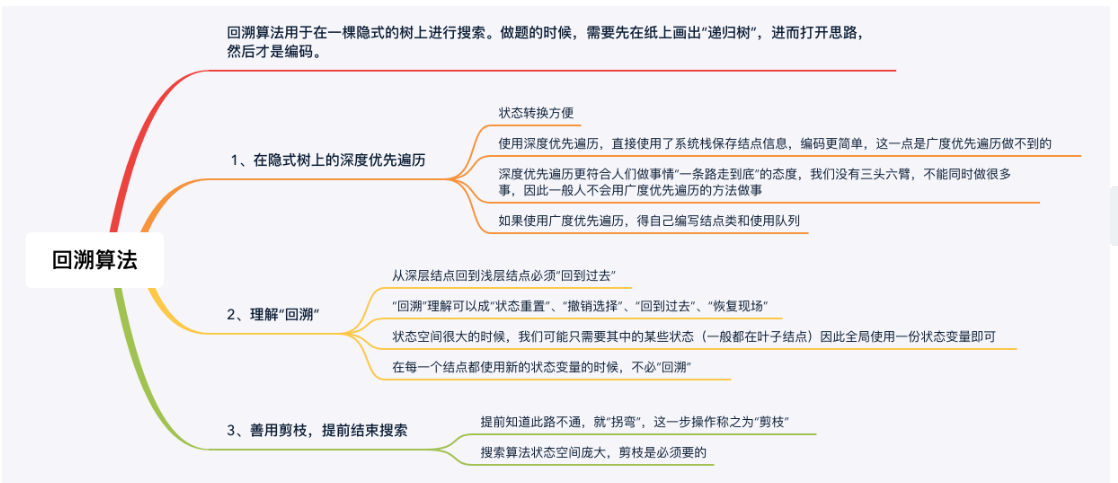 回溯算法用于在一棵隐式的树上进行搜索。做题的时候，需要先在纸上画出“递归树”，进而打开思路，
然后才是编码。
状态转换方便
使用深度优先遍历，直接使用了系统栈保存结点信息，编码更简单，这一点是广度优先遍历做不到的
1、在隐式树上的深度优先遍历
深度优先遍历更符合人们做事情“一条路走到底”的态度，我们没有三头六臂，不能同时做很多
事，因此一般人不会用广度优先遍历的方法做事
如果使用广度优先遍历，得自己编写结点类和使用队列
回溯算法
从深层结点回到浅层结点必须“回到过去”
“回溯”理解可以成“状态重置”、“撤销选择”、“回到过去”、“恢复现场”
2、理解“回溯”
状态空间很大的时候，我们可能只需要其中的某些状态（一般都在叶子结点）因此全局使用一份状态变量即可
在每一个结点都使用新的状态变量的时候，不必“回溯”
提前知道此路不通，就“拐弯”，这一步操作称之为“剪枝”
3、善用剪枝，提前结束搜索
搜索算法状态空间庞大，剪枝是必须要的